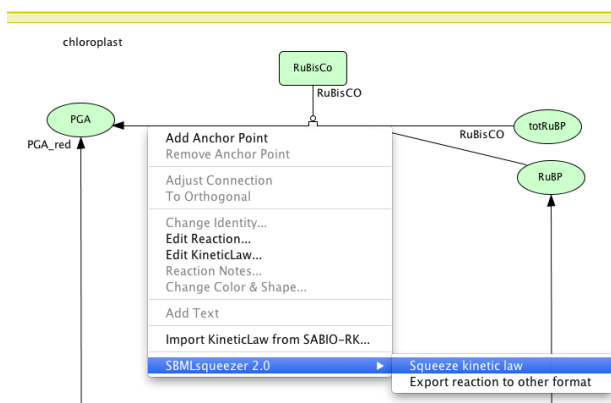 chloroplast
RuBisCo
RuBisCO
PGA
totRuBP
RuBisCO
PGA_red
RuBP
Add Anchor Point
Remove Anchor Point
Adjust Connection
To Orthogonal
Change Identity...
Edit Reaction...
Edit KineticLaw...
Reaction Notes...
Change Color & Shape...
Add Text
Import KineticLaw from SABIO-RK...
SBMLsqueezer 2.0
Squeeze kinetic law
Export reaction to other format